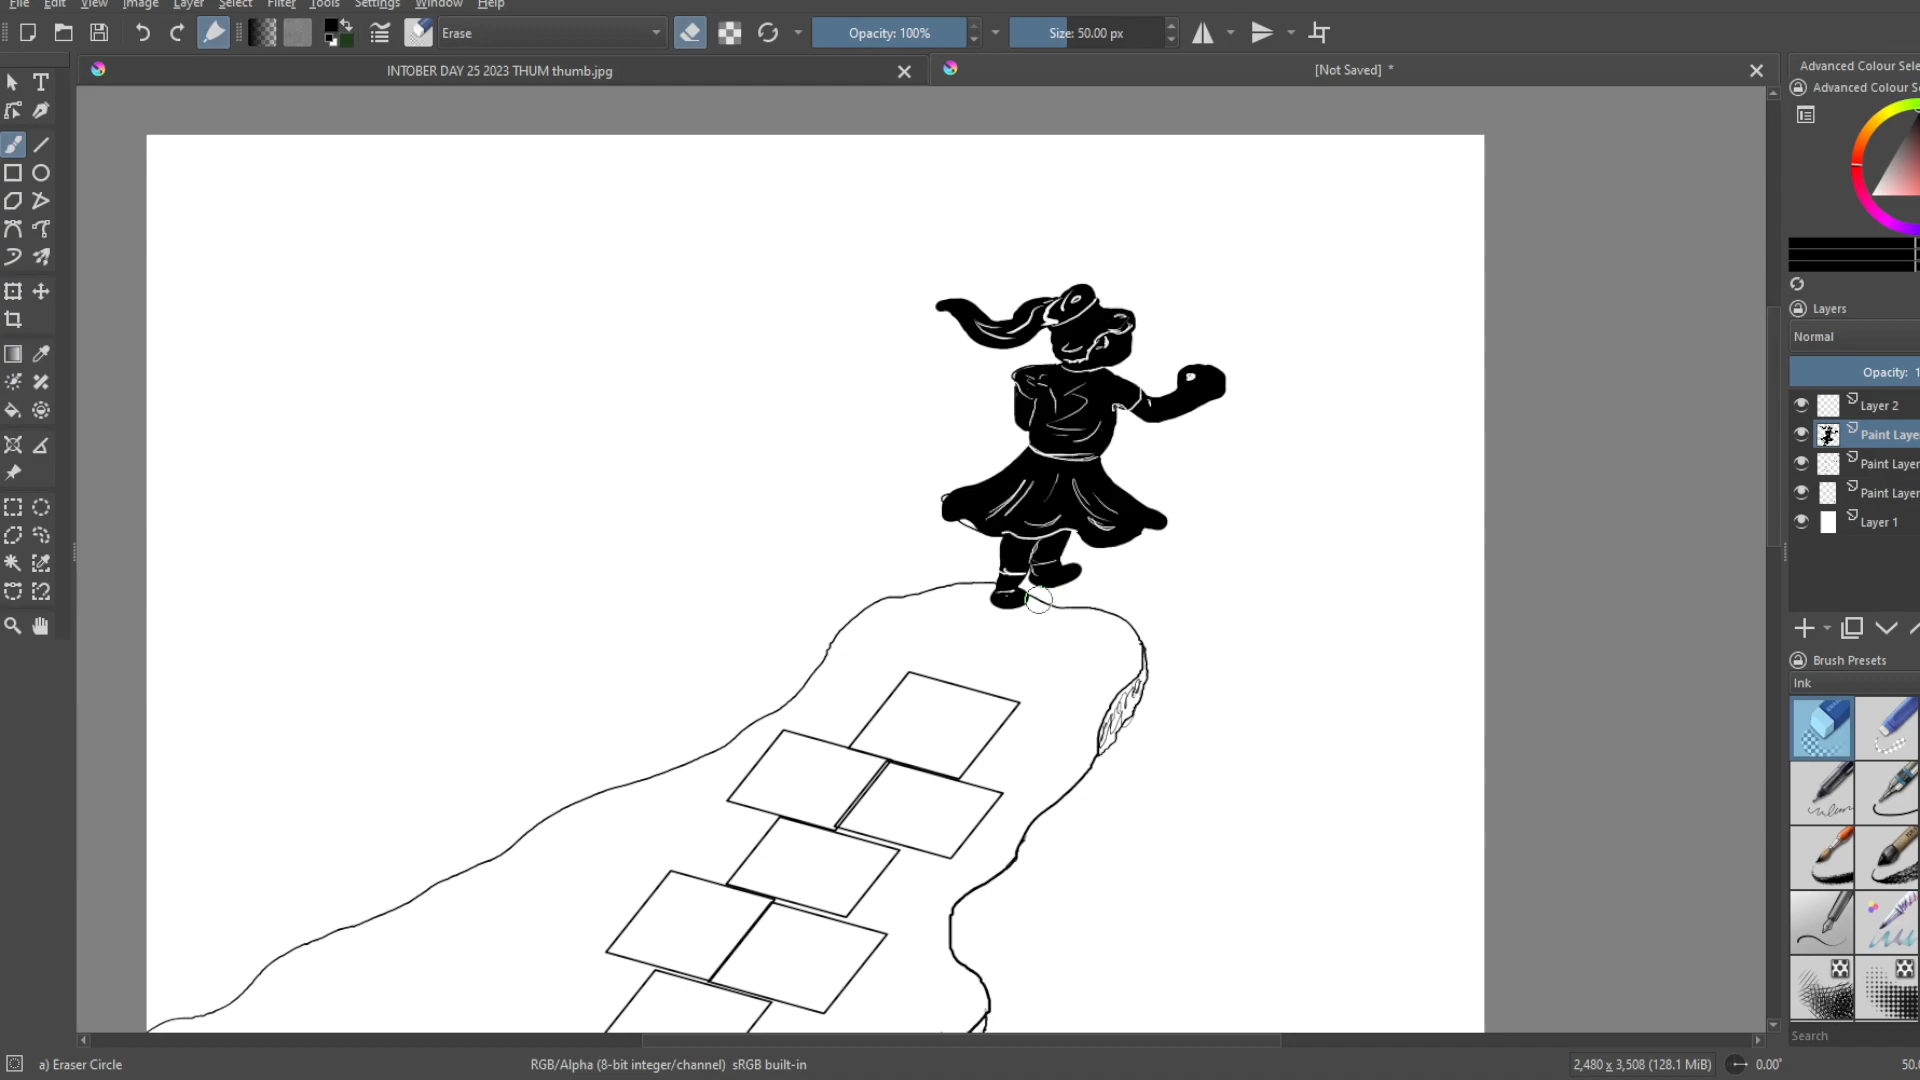 File Edit View Image Layer Select Filter Tools Settings Window Help
Erase
Opacity: 100%
Size: 50.00 px
INTOBER DAY 25 2023 THUM thumb.jpg
[Not Saved] *
T
Advanced Colour Sele
Advanced Colour Se
Layers
Normal
Opacity: 1
Layer 2
Paint Laye
Paint Layer
Paint Layer
Layer 1
Brush Presets
Ink
Search
a) Eraser Circle
RGB/Alpha (8-bit integer/channel) sRGB built-in
2,480 x 3,508 (128.1 MiB)
0.00°
50.0